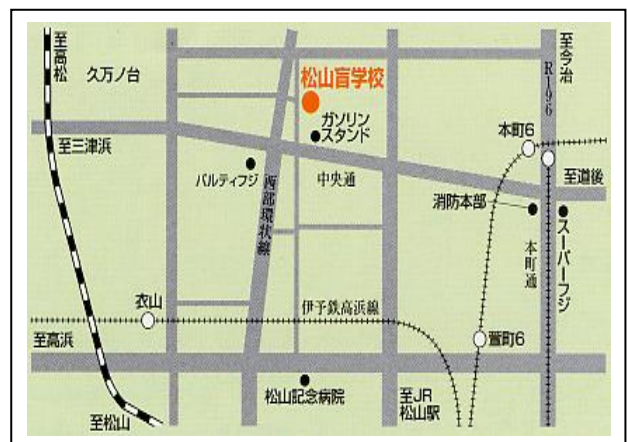 至高松
久万ノ台
松山盲学校
ガソリン
スタンド
至今治
R196
本町6
至三津浜
パルティフジ
西部環状線
中央通
至道後
消防本部
本町通
スーパーフジ
衣山
伊予鉄高浜線
至高浜
萱町6
松山記念病院
至JR
松山駅
至松山